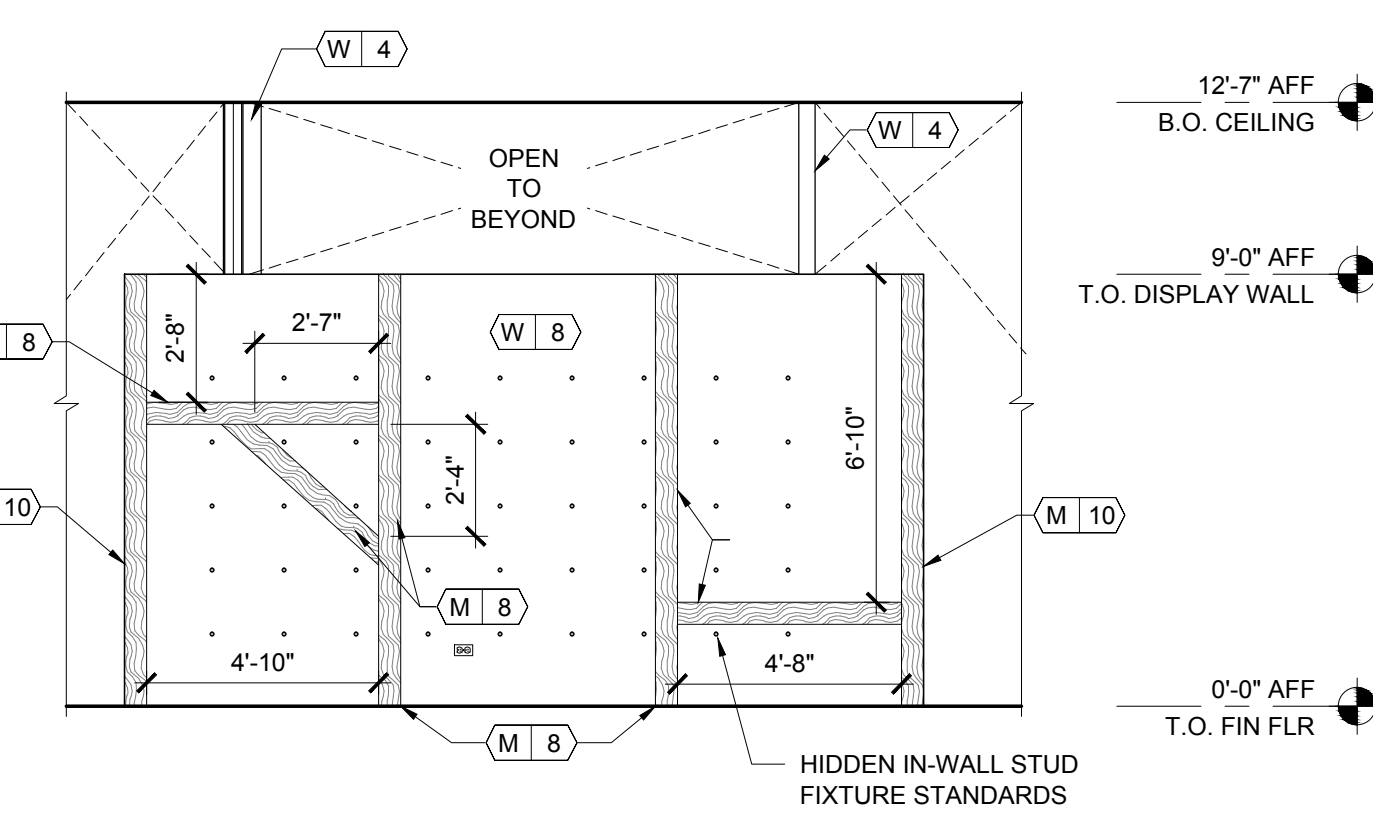 W 4
12'-7" AFF
B.O. CEILING
W 4
OPEN
TO
BEYOND
9'-0" AFF
T.O. DISPLAY WALL
2'-8"
2'-7"
W 8
8
6'-10"
2'-4"
10
M 10
M 8
4'-10"
4'-8"
0'-0" AFF
T.O. FIN FLR
M 8
HIDDEN IN-WALL STUD
FIXTURE STANDARDS